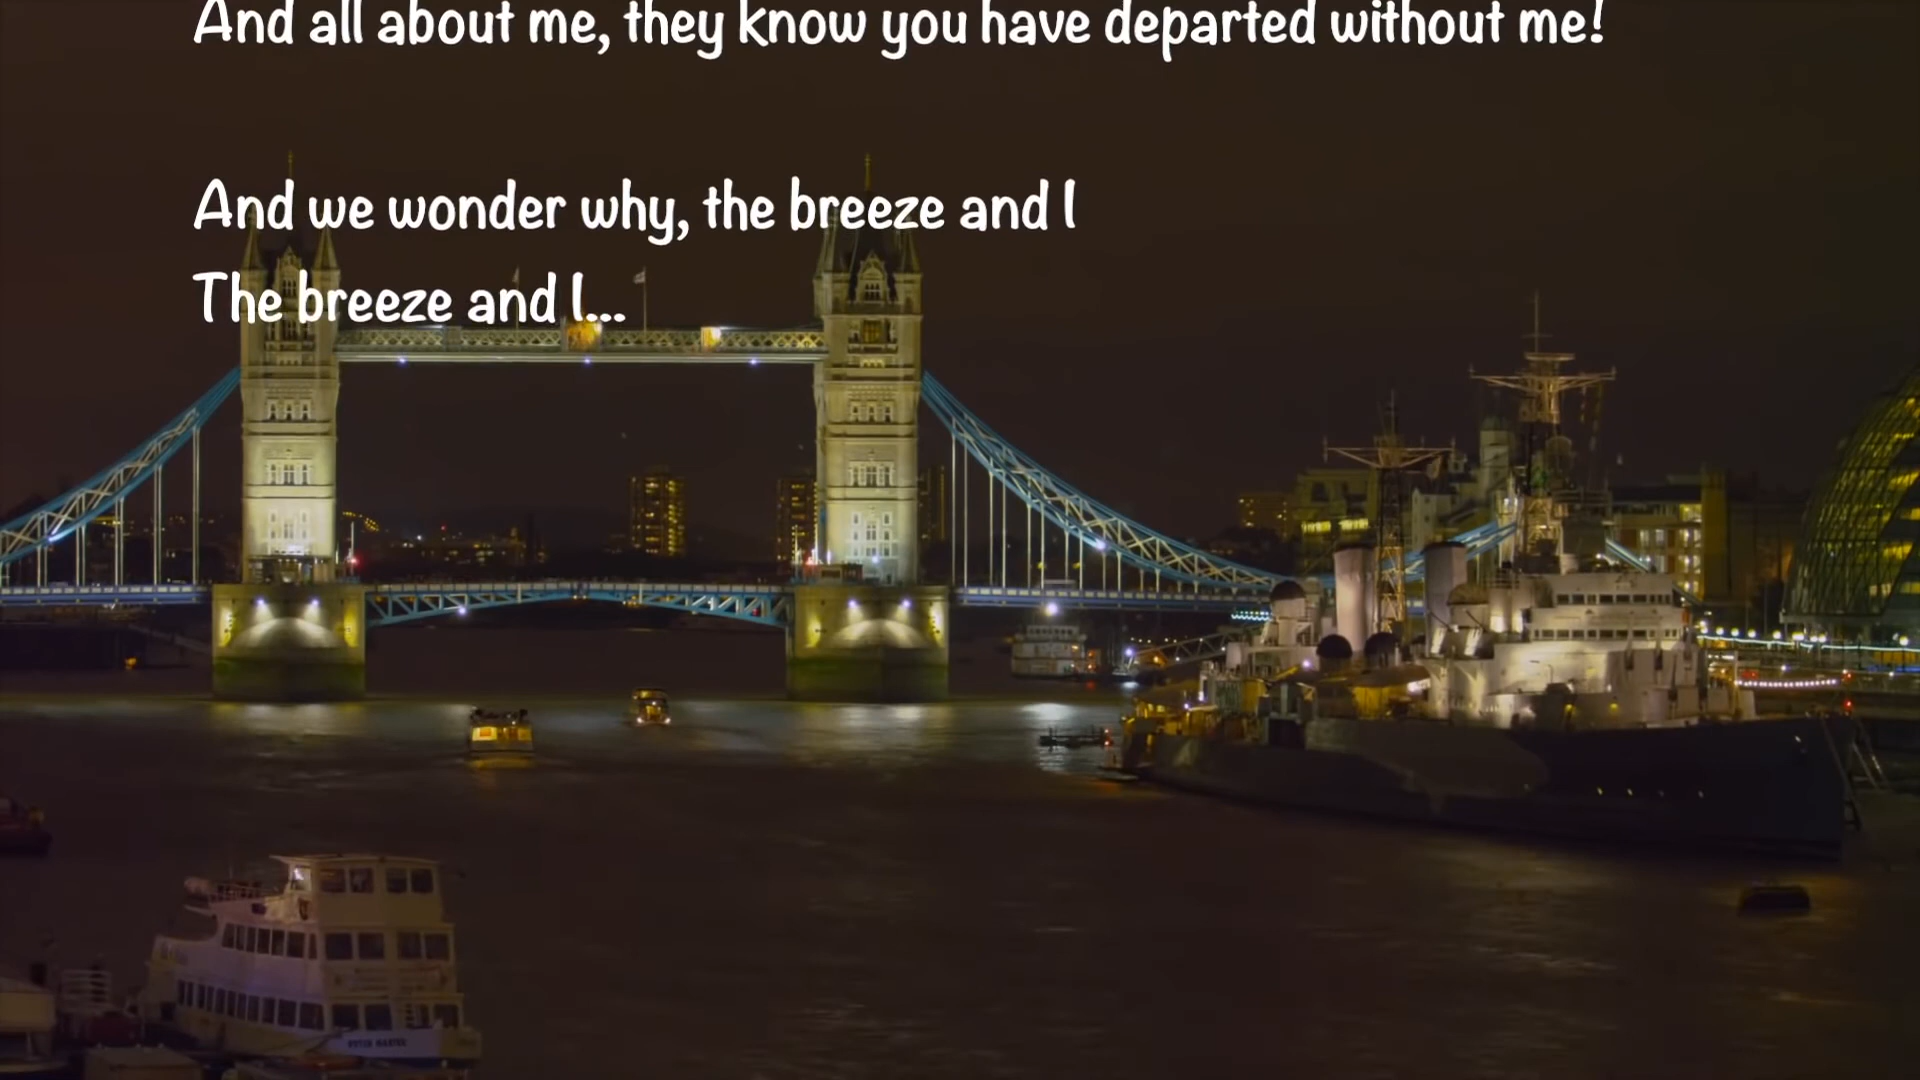 And all about me, they know you have departed without me!
And we wonder why, the breeze and I
The breeze and I...